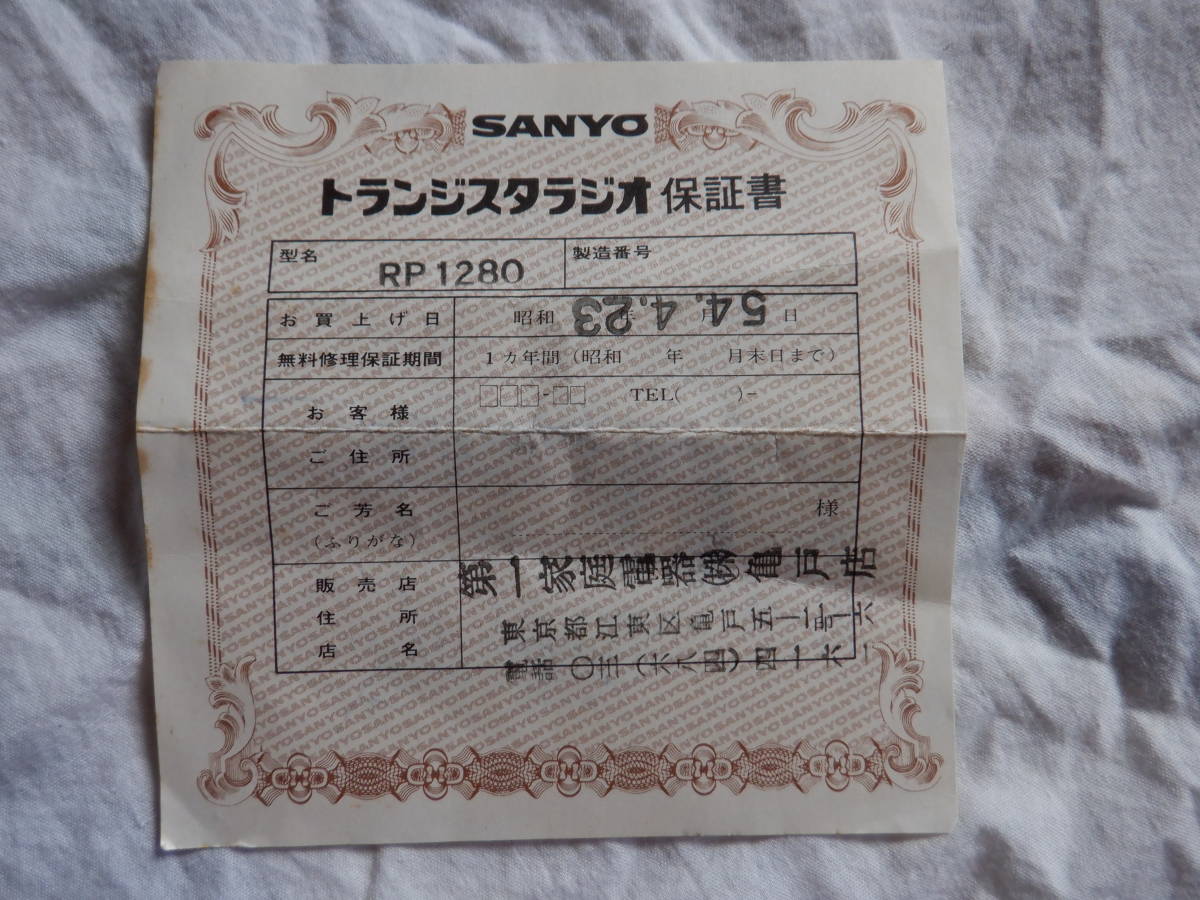 SANYO
トランジスタラジオ 保証書
型名 RP 1280 製造番号
お買上げ日 昭和 年 月 日
54.4.23
無料修理保証期間 1カ年間(昭和 年 月末日まで)
お客様 TEL( )-
ご住所
ご芳名 様
(ふりがな)
販売店
住所
店名
第一家庭電器㈱亀戸店
東京都江東区亀戸五-二号六
電話 〇三(六八四)四一六一